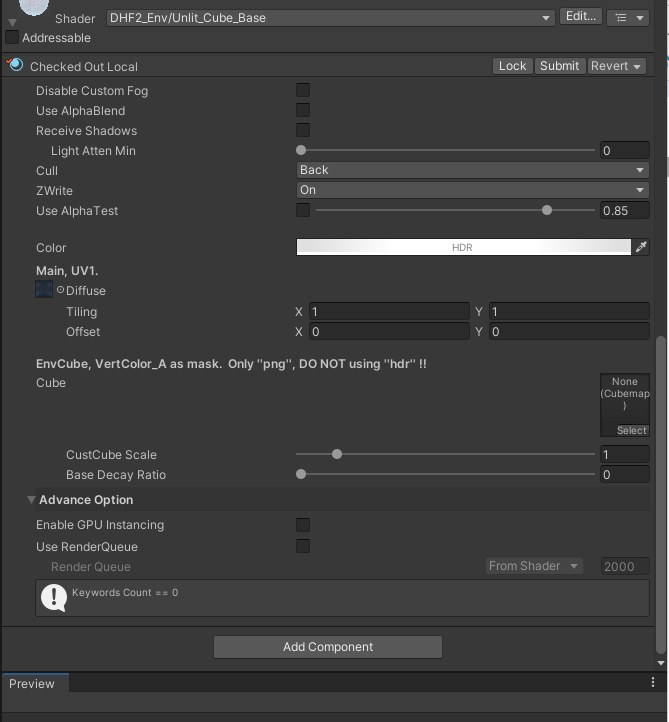 Shader DHF2_Env/Unlit_Cube_Base Edit...
Addressable
Checked Out Local Lock Submit Revert
Disable Custom Fog
Use AlphaBlend
Receive Shadows
Light Atten Min 0
Cull Back
ZWrite On
Use AlphaTest 0.85
Color HDR
Main, UV1.
Diffuse
Tiling X 1 Y 1
Offset X 0 Y 0
EnvCube, VertColor_A as mask. Only "png", DO NOT using "hdr" !!
Cube
None
(Cubemap
)
Select
CustCube Scale 1
Base Decay Ratio 0
Advance Option
Enable GPU Instancing
Use RenderQueue
Render Queue From Shader 2000
Keywords Count == 0
Add Component
Preview